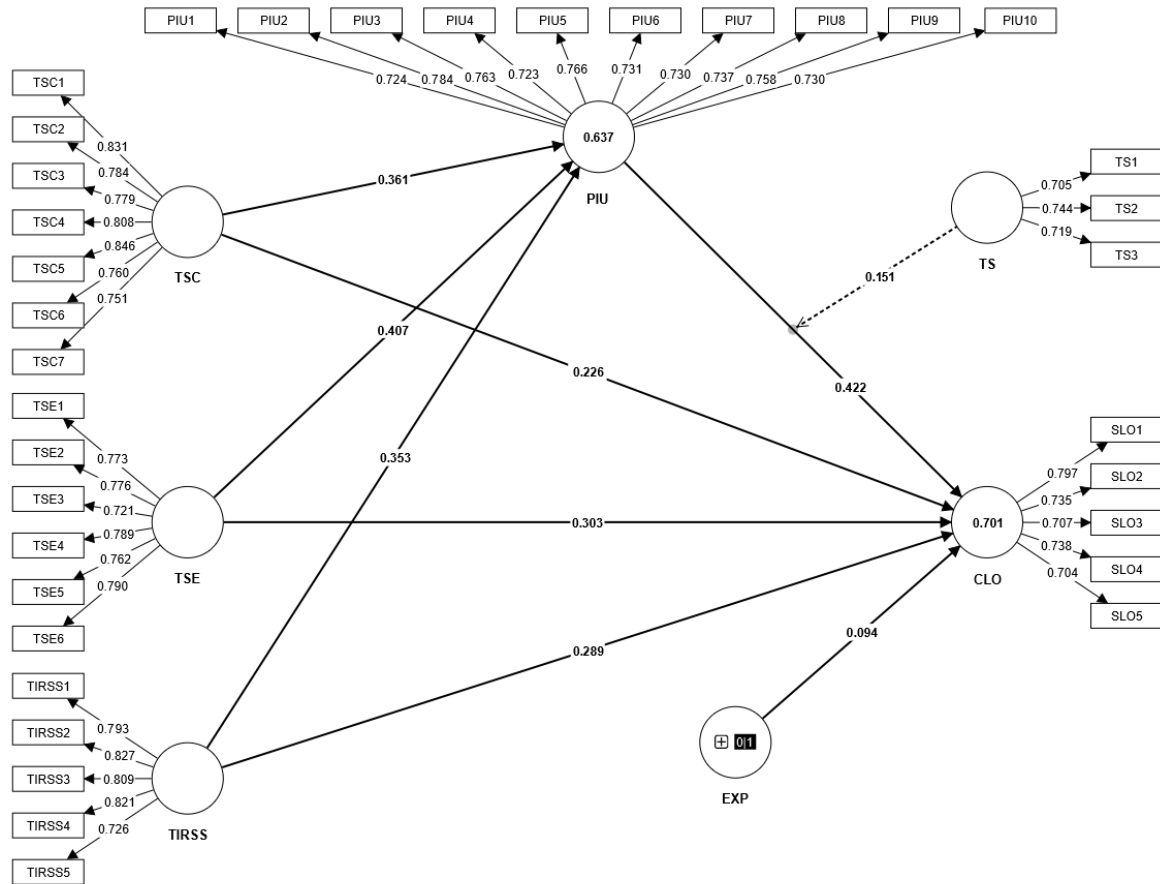 PIU1 PIU2 PIU3 PIU4 PIU5 PIU6 PIU7 PIU8 PIU9 PIU10
0.724 0.784 0.763 0.723 0.766 0.731 0.730 0.737 0.758 0.730
0.637
PIU
TSC1
TSC2
TSC3
TSC4
TSC5
TSC6
TSC7
0.831
0.784
0.779
0.808
0.846
0.760
0.751
TSC
0.361
0.407
0.226
0.353
0.422
0.151
TS
0.705
0.744
0.719
TS1
TS2
TS3
TSE1
TSE2
TSE3
TSE4
TSE5
TSE6
0.773
0.776
0.721
0.789
0.762
0.790
TSE
0.303
0.701
CLO
0.797
0.735
0.707
0.738
0.704
SLO1
SLO2
SLO3
SLO4
SLO5
0.289
0.094
TIRSS1
TIRSS2
TIRSS3
TIRSS4
TIRSS5
0.793
0.827
0.809
0.821
0.726
TIRSS
0|1
EXP